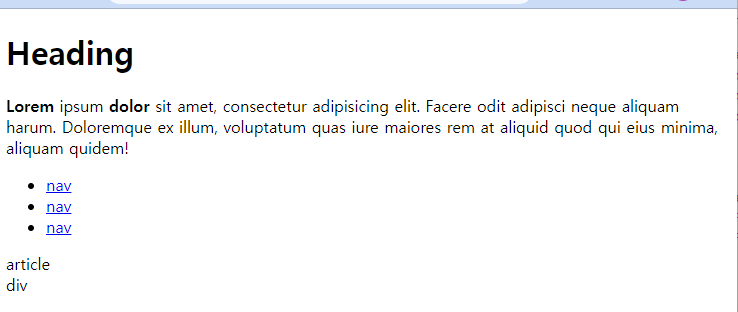 Heading
Lorem ipsum dolor sit amet, consectetur adipisicing elit. Facere odit adipisci neque aliquam
harum. Doloremque ex illum, voluptatum quas iure maiores rem at aliquid quod qui eius minima,
aliquam quidem!
nav
nav
nav
article
div